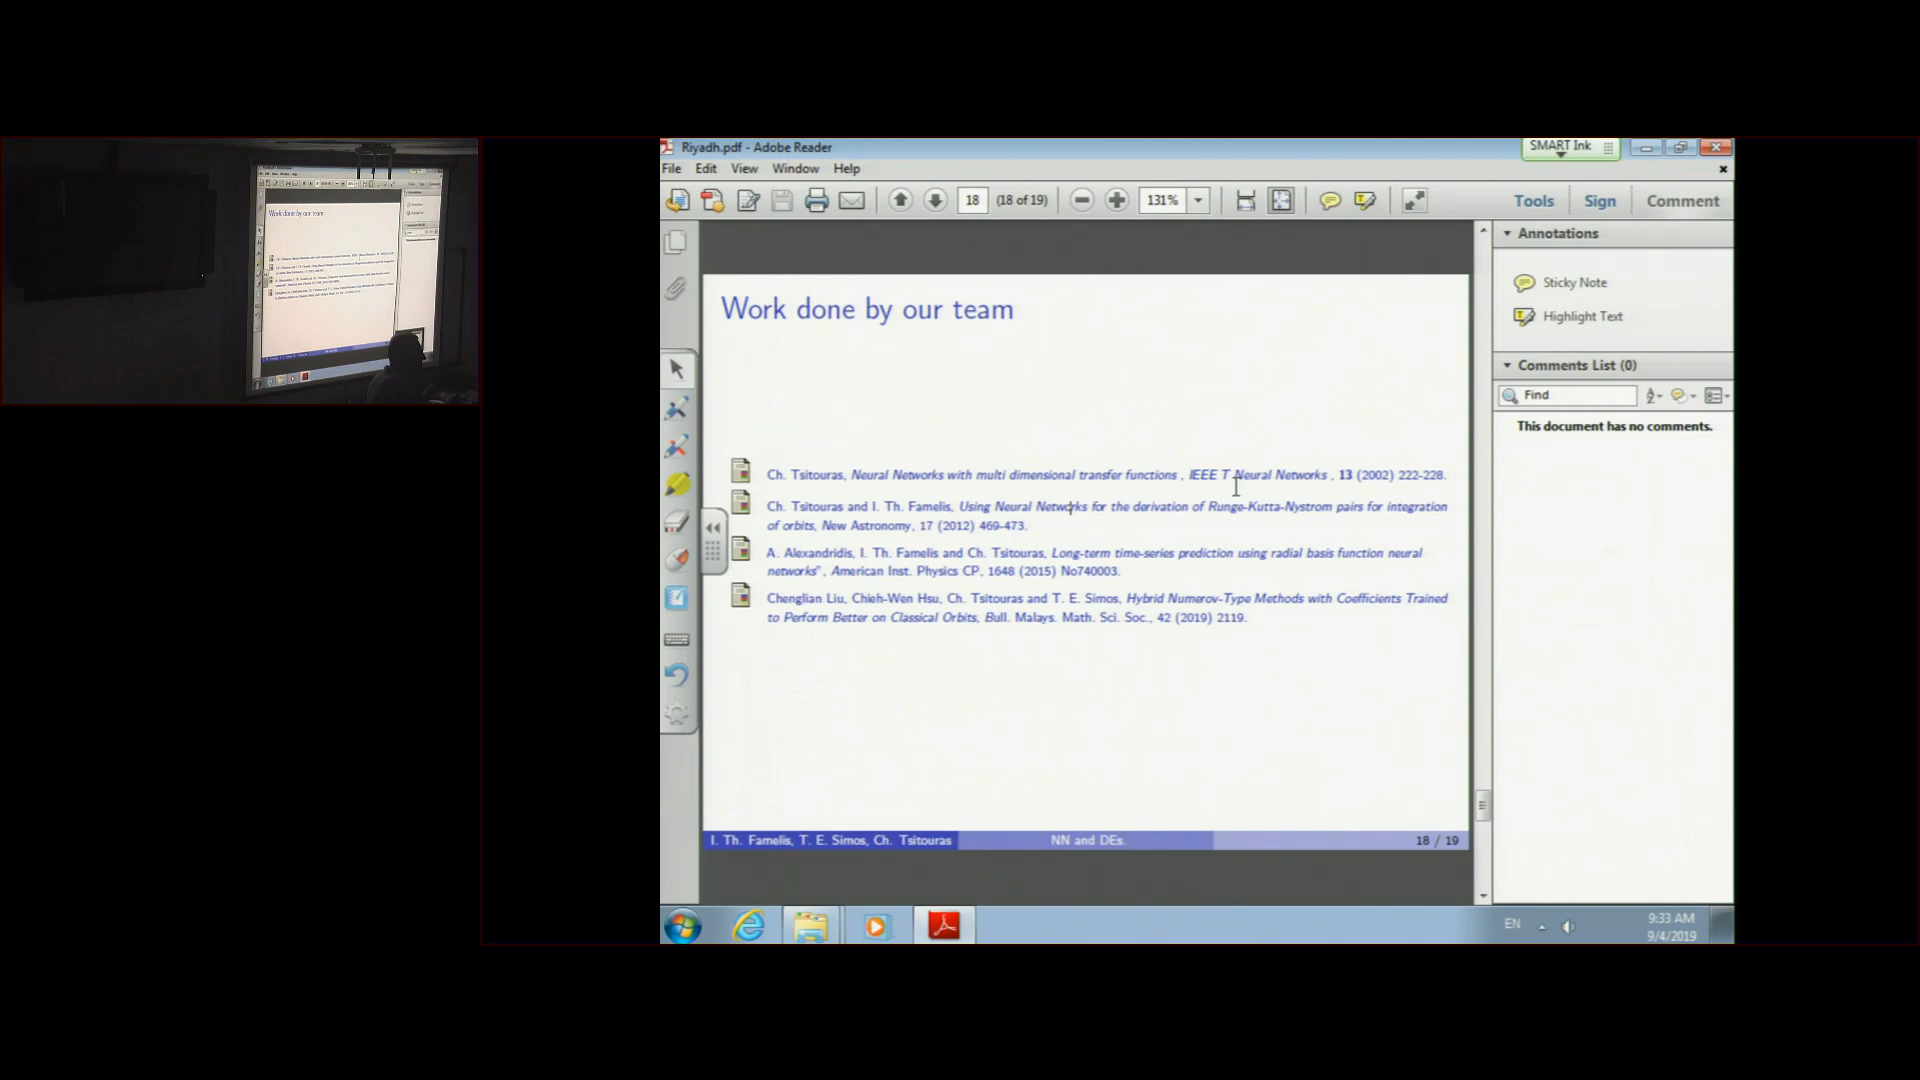 Riyadh.pdf - Adobe Reader
SMART Ink
File Edit View Window Help
18 (18 of 19) 131% Tools Sign Comment
Annotations
Sticky Note
Highlight Text
Comments List (0)
Find
This document has no comments.
Work done by our team
Ch. Tsitouras, Neural Networks with multi dimensional transfer functions , IEEE T Neural Networks , 13 (2002) 222-228.
Ch. Tsitouras and I. Th. Famelis, Using Neural Networks for the derivation of Runge-Kutta-Nystrom pairs for integration
of orbits, New Astronomy, 17 (2012) 469-473.
A. Alexandridis, I. Th. Famelis and Ch. Tsitouras, Long-term time-series prediction using radial basis function neural
networks", American Inst. Physics CP, 1648 (2015) No740003.
Chenglian Liu, Chieh-Wen Hsu, Ch. Tsitouras and T. E. Simos, Hybrid Numerov-Type Methods with Coefficients Trained
to Perform Better on Classical Orbits, Bull. Malays. Math. Sci. Soc., 42 (2019) 2119.
I. Th. Famelis, T. E. Simos, Ch. Tsitouras NN and DEs. 18 / 19
EN 9:33 AM
9/4/2019
Work done by our team